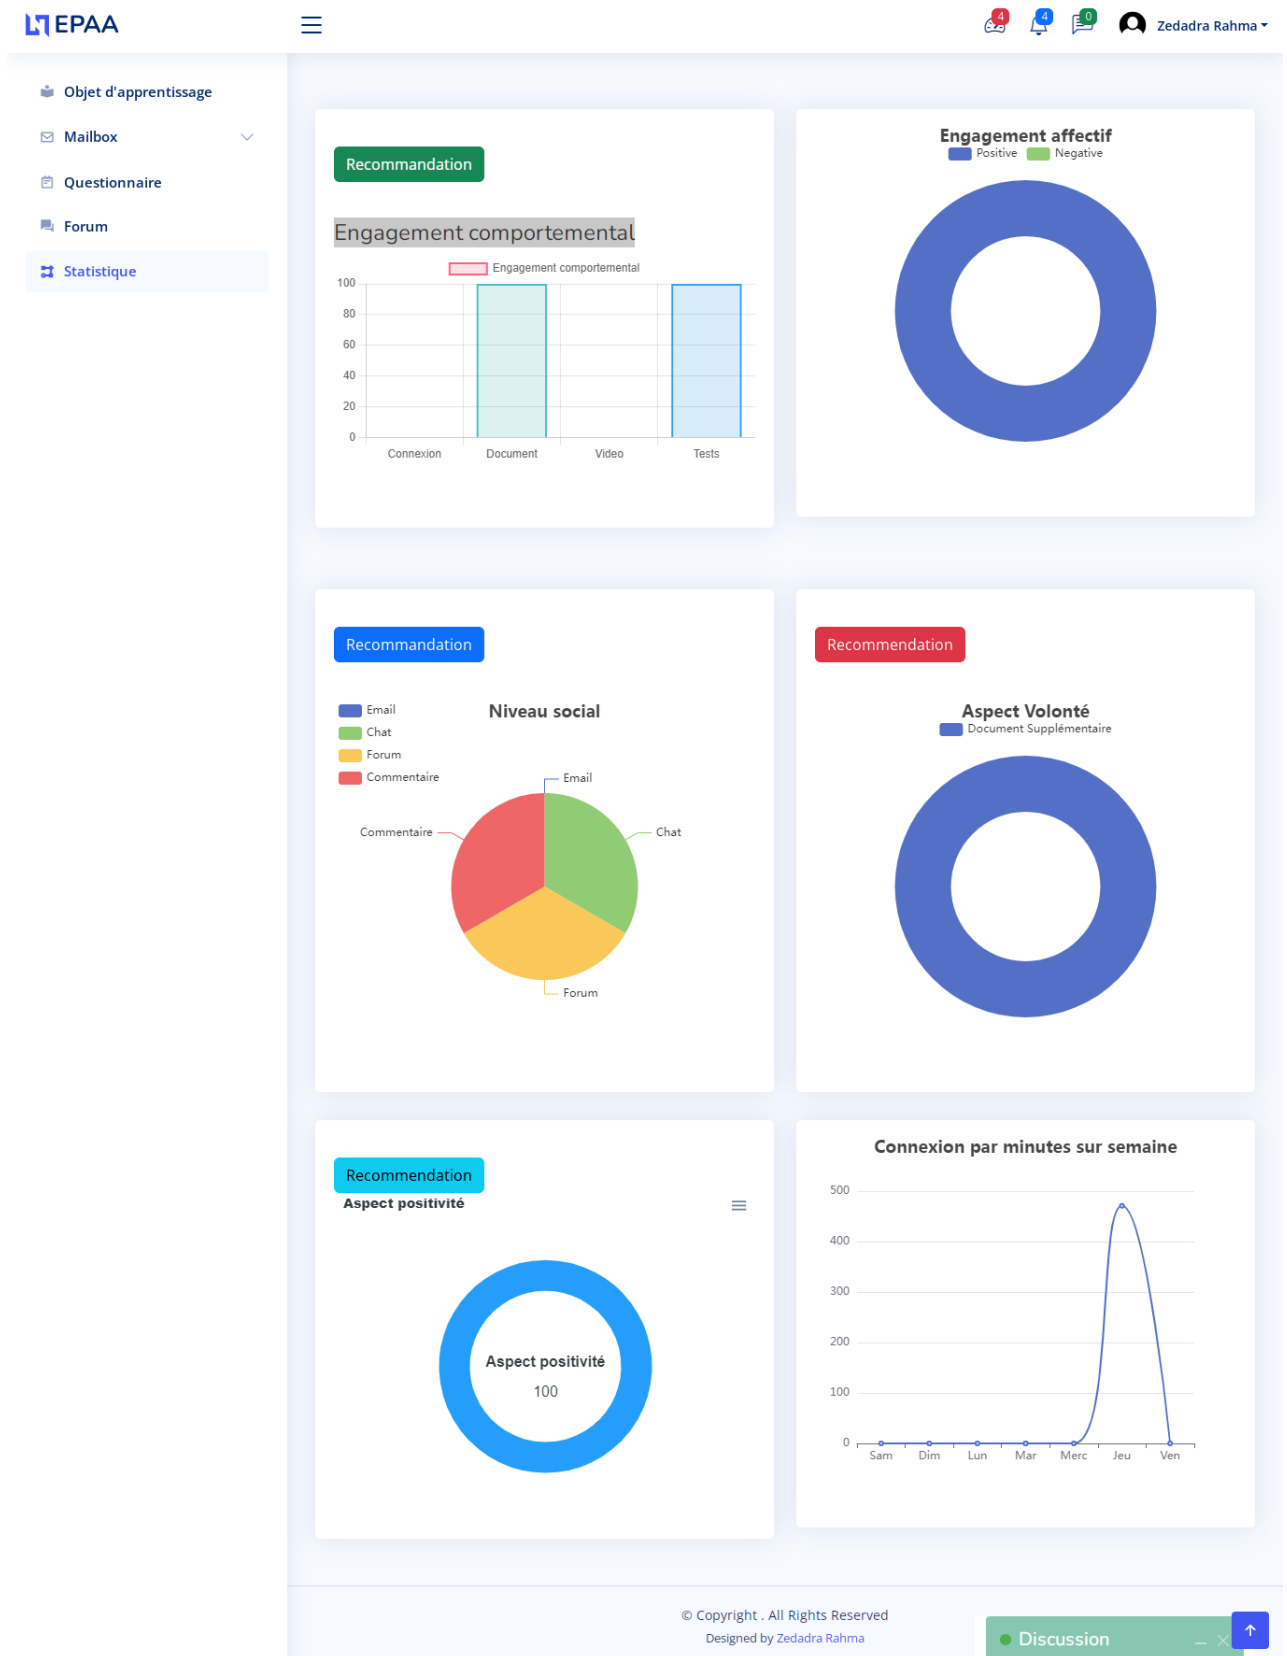 EPAA
4
4
0
Zedadra Rahma
Objet d'apprentissage
Mailbox
Questionnaire
Forum
Statistique
Recommandation
Engagement comportemental
Engagement comportemental
100
80
60
40
20
0
Connexion Document Video Tests
Engagement affectif
Positive Negative
Recommandation
Niveau social
Email
Chat
Forum
Commentaire
Email
Commentaire
Chat
Forum
Recommendation
Aspect Volonté
Document Supplémentaire
Recommendation
Aspect positivité
Aspect positivité
100
Connexion par minutes sur semaine
500
400
300
200
100
0
Sam Dim Lun Mar Merc Jeu Ven
© Copyright . All Rights Reserved
Designed by Zedadra Rahma
Discussion